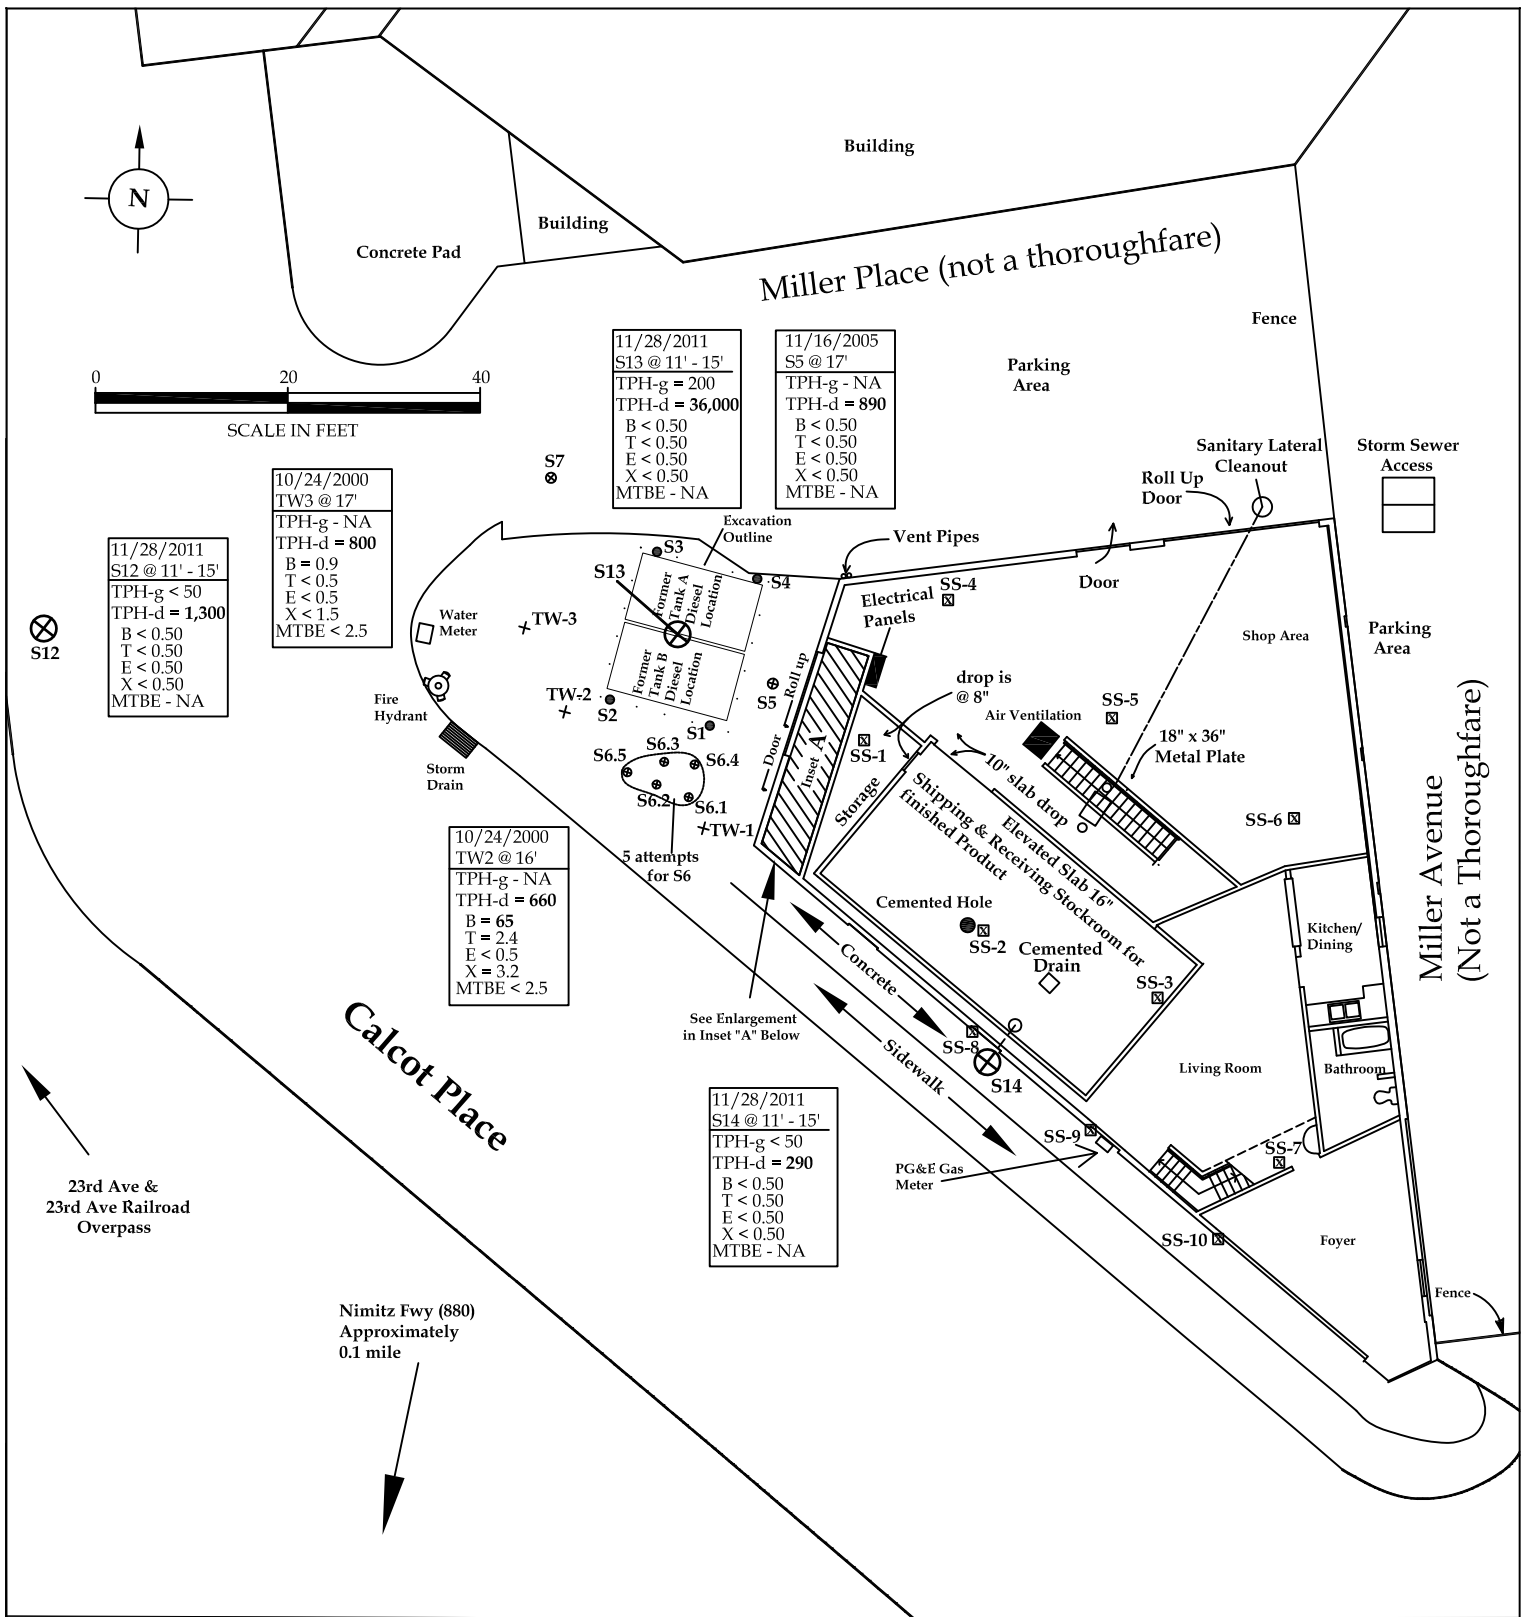 Building
N
Building
Concrete Pad
Miller Place (not a thoroughfare)
Fence
Parking
Area
0 20 40
SCALE IN FEET
11/28/2011
S13 @ 11' - 15'
TPH-g = 200
TPH-d = 36,000
B < 0.50
T < 0.50
E < 0.50
X < 0.50
MTBE - NA
11/16/2005
S5 @ 17'
TPH-g - NA
TPH-d = 890
B < 0.50
T < 0.50
E < 0.50
X < 0.50
MTBE - NA
Sanitary Lateral
Cleanout
Storm Sewer
Access
Roll Up
Door
S7
10/24/2000
TW3 @ 17'
TPH-g - NA
TPH-d = 800
B = 0.9
T < 0.5
E < 0.5
X < 1.5
MTBE < 2.5
11/28/2011
S12 @ 11' - 15'
TPH-g < 50
TPH-d = 1,300
B < 0.50
T < 0.50
E < 0.50
X < 0.50
MTBE - NA
S12
Excavation
Outline
Vent Pipes
Door
S3
S13
S4
Former
Tank A
Diesel
Location
Former
Tank B
Diesel
Location
Water
Meter
TW-3
Electrical
Panels
SS-4
Shop Area
Parking
Area
Fire
Hydrant
TW-2
S2
S1
S5
Roll up
Door
Inset A
drop is
@ 8"
Air Ventilation
SS-5
18" x 36"
Metal Plate
SS-1
Storm
Drain
S6.5
S6.3
S6.4
S6.2
S6.1
TW-1
5 attempts
for S6
Storage
10" slab drop
Elevated Slab 16"
Shipping & Receiving Stockroom for
finished Product
SS-6
Miller Avenue
(Not a Thoroughfare)
10/24/2000
TW2 @ 16'
TPH-g - NA
TPH-d = 660
B = 65
T = 2.4
E < 0.5
X = 3.2
MTBE < 2.5
Cemented Hole
SS-2
Cemented
Drain
SS-3
Kitchen/
Dining
Concrete
Sidewalk
See Enlargement
in Inset "A" Below
SS-8
S14
Living Room
Bathroom
Calcot Place
11/28/2011
S14 @ 11' - 15'
TPH-g < 50
TPH-d = 290
B < 0.50
T < 0.50
E < 0.50
X < 0.50
MTBE - NA
SS-9
PG&E Gas
Meter
SS-7
SS-10
Foyer
23rd Ave &
23rd Ave Railroad
Overpass
Fence
Nimitz Fwy (880)
Approximately
0.1 mile